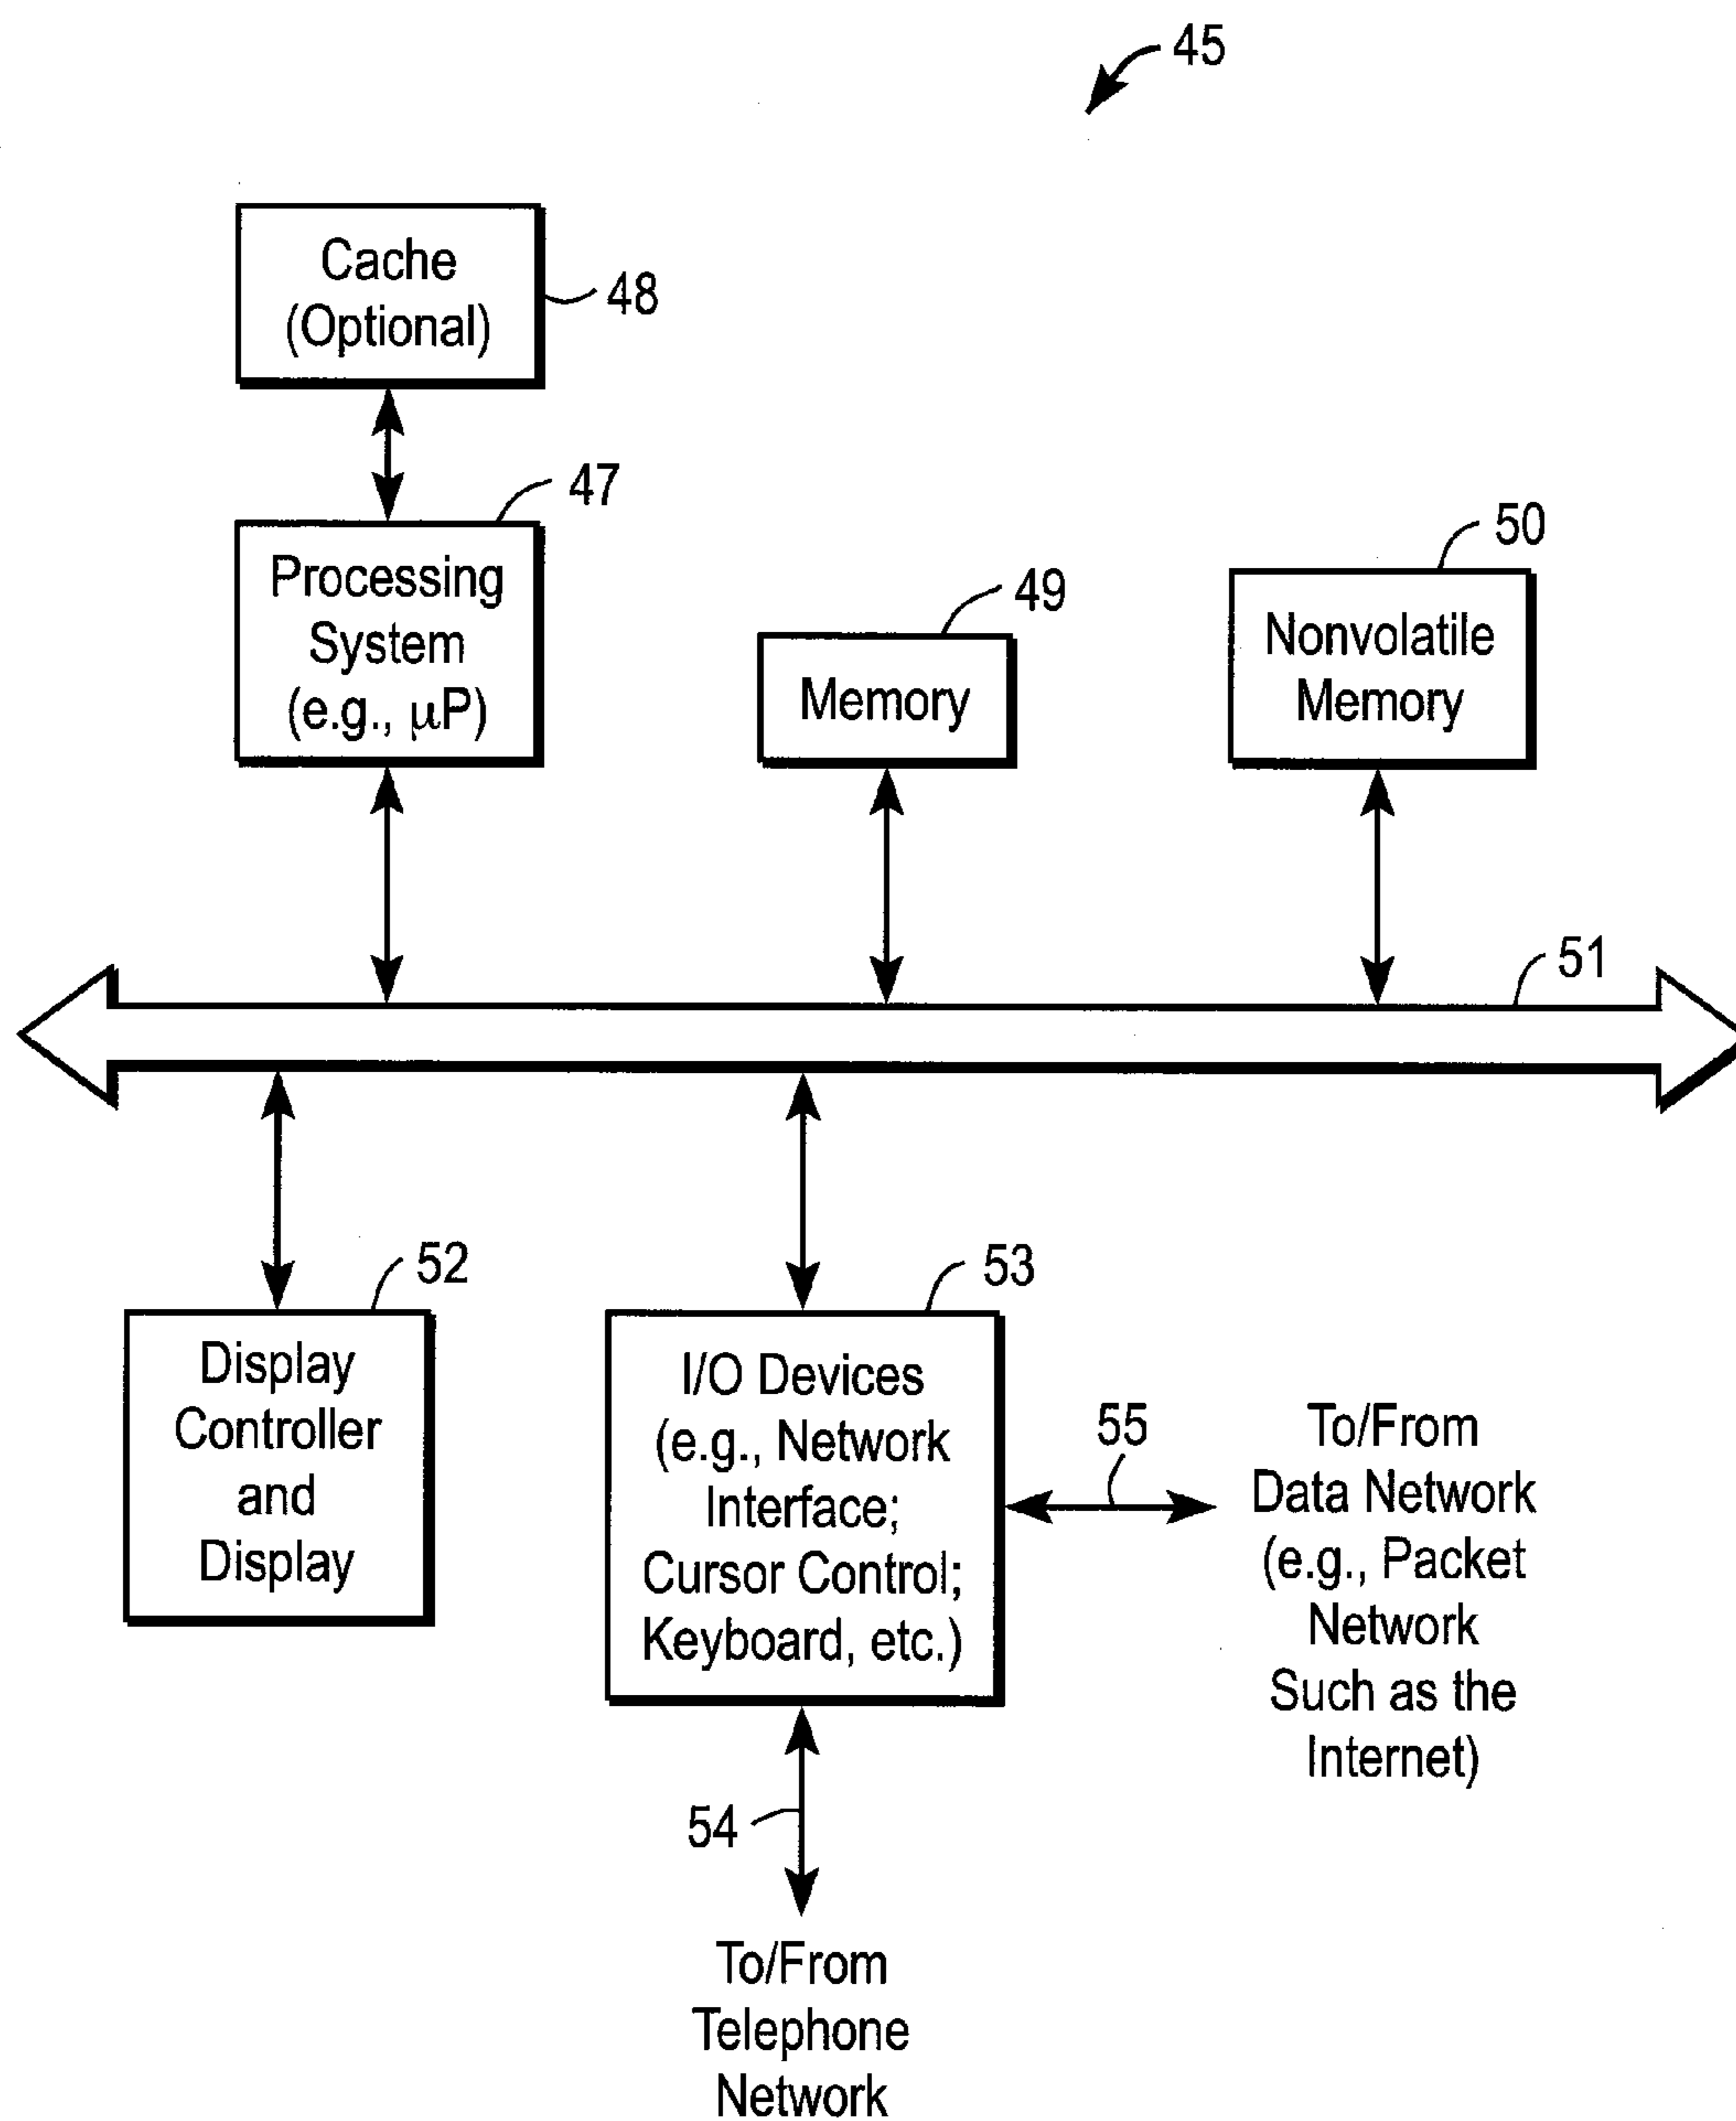 45
Cache
(Optional)
48
47
Processing
System
(e.g., μP)
49
Memory
50
Nonvolatile
Memory
51
52
Display
Controller
and
Display
53
I/O Devices
(e.g., Network
Interface;
Cursor Control;
Keyboard, etc.)
55
To/From
Data Network
(e.g., Packet
Network
Such as the
Internet)
54
To/From
Telephone
Network